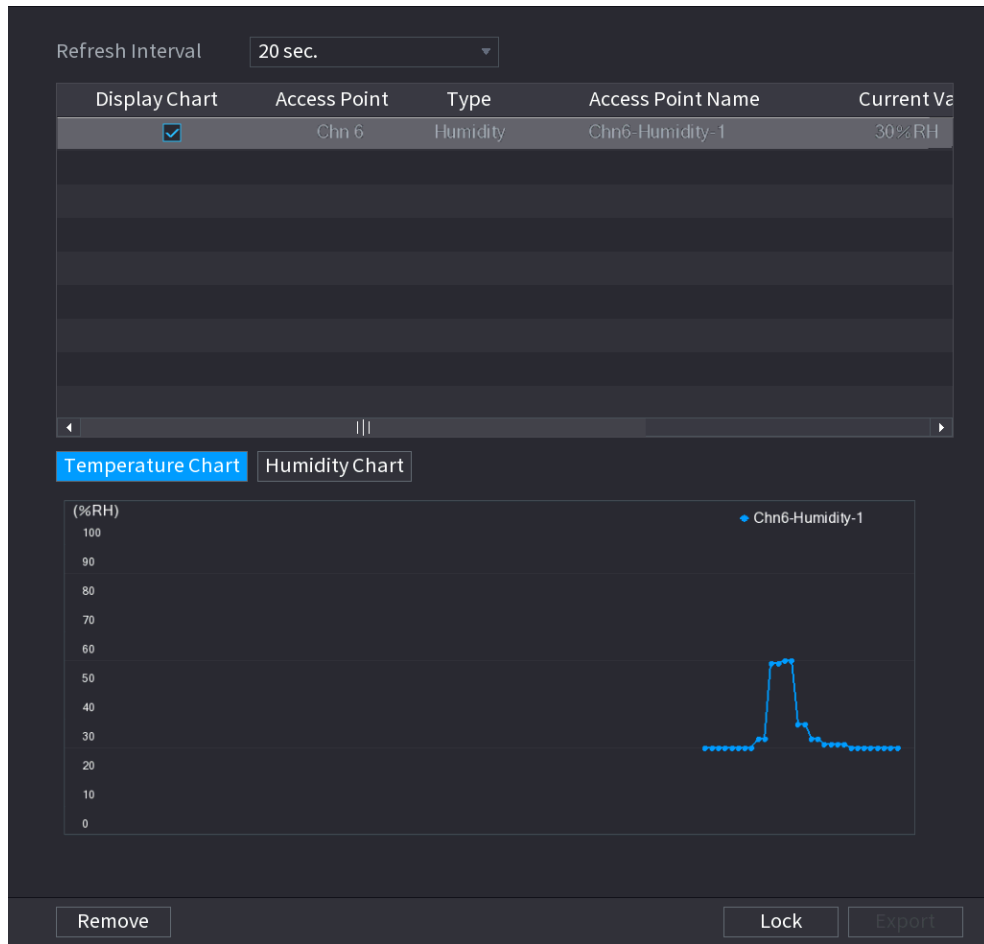 Refresh Interval 20 sec.
Display Chart Access Point Type Access Point Name Current Va
Chn 6 Humidity Chn6-Humidity-1 30%RH
Temperature Chart Humidity Chart
(%RH)
Chn6-Humidity-1
100
90
80
70
60
50
40
30
20
10
0
Remove Lock Export